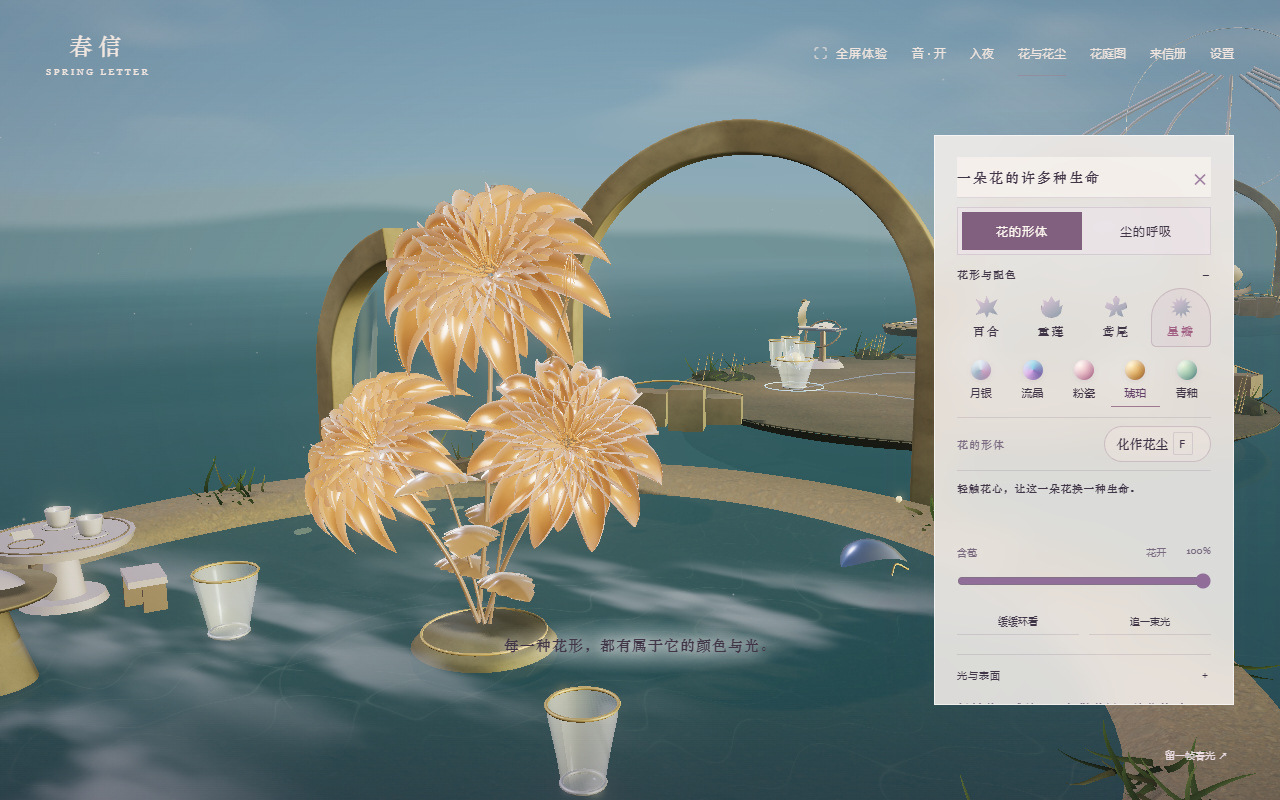 春信
SPRING LETTER
全屏体验 音·开 入夜 花与花尘 花庭图 来信册 设置
一朵花的许多种生命 ×
花的形体 尘的呼吸
花形与配色 −
百合 重莲 鸢尾 星瓣
月银 流晶 粉瓷 琥珀 青釉
花的形体 化作花尘 F
轻触花心，让这一朵花换一种生命。
含苞 花开 100%
缓缓环看 追一束光
光与表面 +
每一种花形，都有属于它的颜色与光。
留一帧春光 ↗